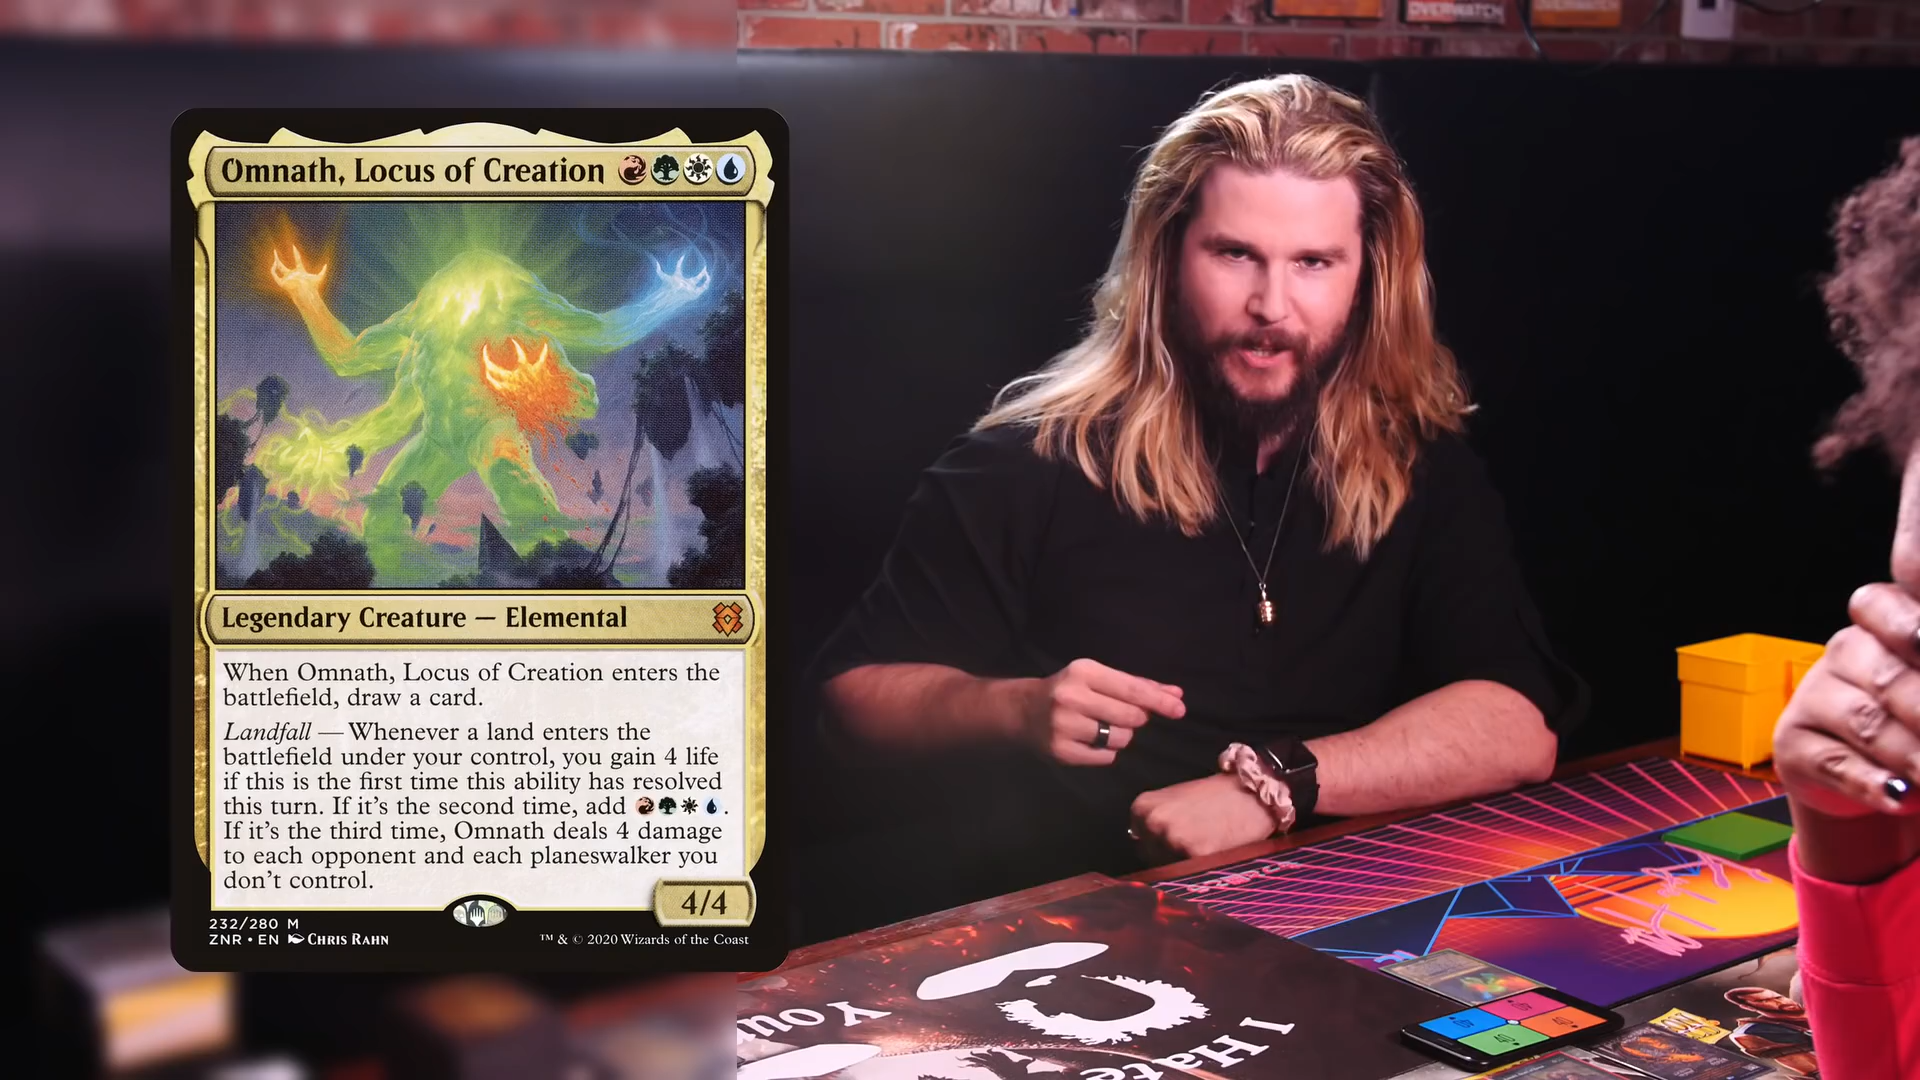 OVERWATCH
Omnath, Locus of Creation
Legendary Creature — Elemental
When Omnath, Locus of Creation enters the
battlefield, draw a card.
Landfall — Whenever a land enters the
battlefield under your control, you gain 4 life
if this is the first time this ability has resolved
this turn. If it's the second time, add
.
If it's the third time, Omnath deals 4 damage
to each opponent and each planeswalker you
don't control.
4/4
232/280 M
ZNR • EN Chris Rahn
™ & © 2020 Wizards of the Coast
I Hate
Your
40
40